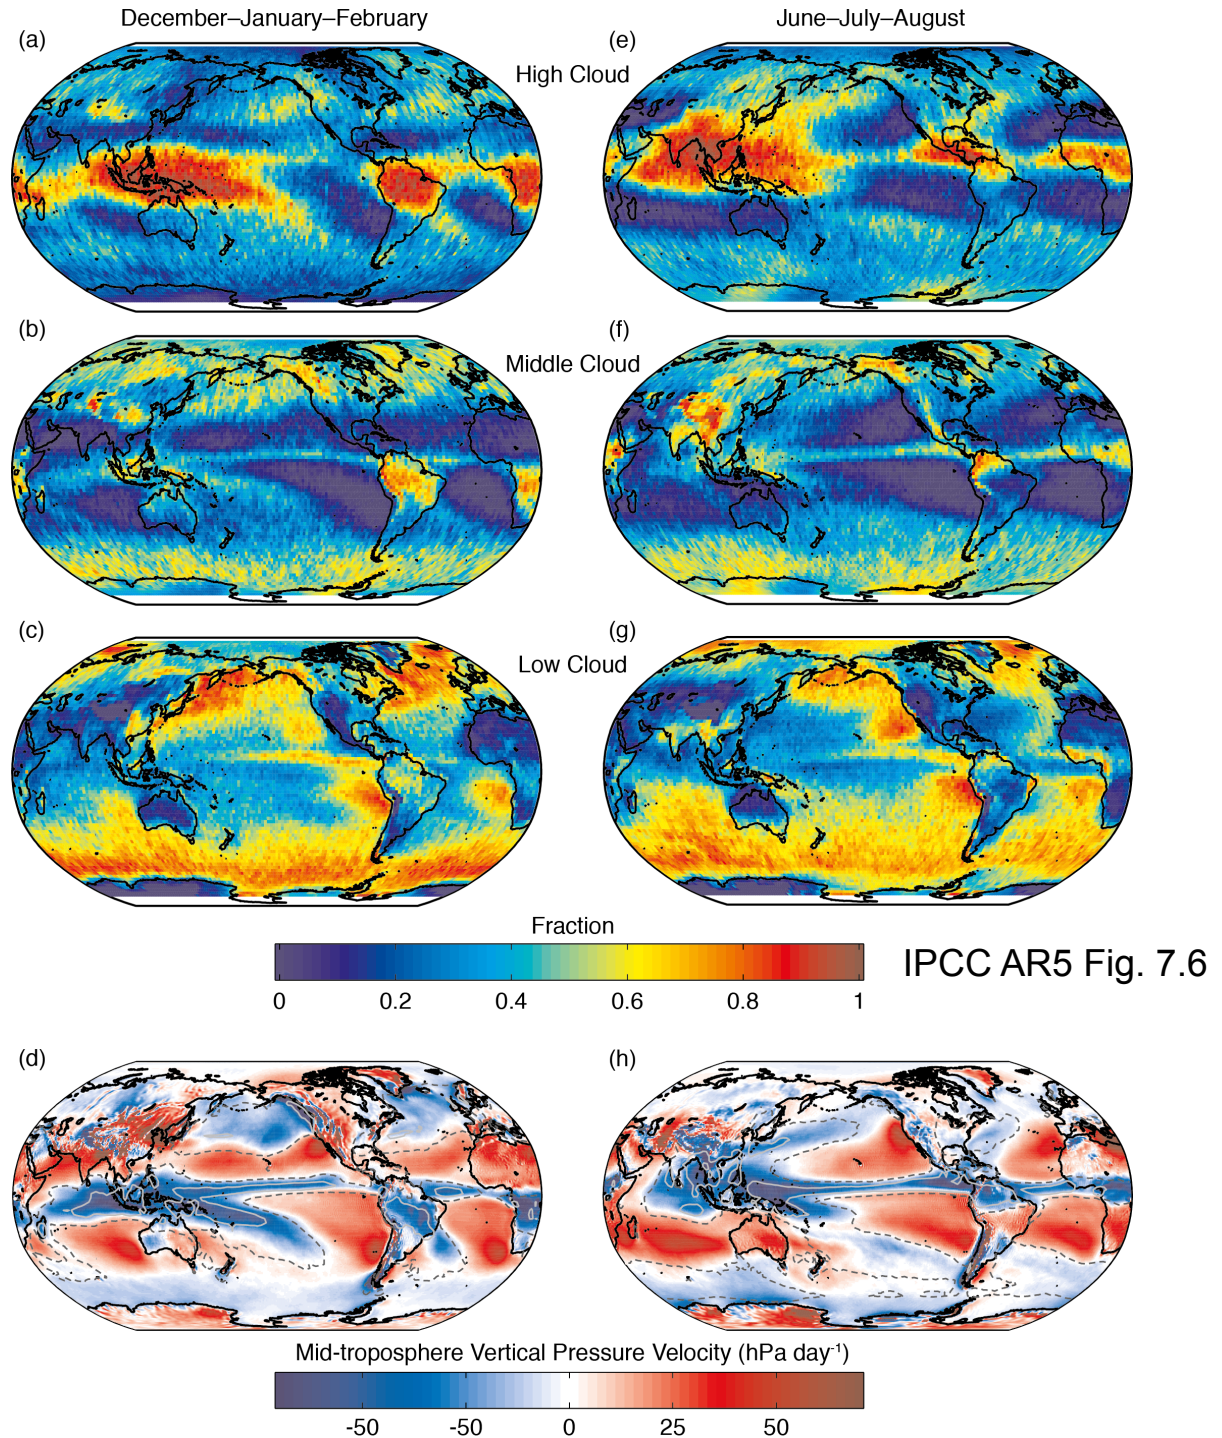 December–January–February
June–July–August
(a)
(e)
High Cloud
(b)
(f)
Middle Cloud
(c)
(g)
Low Cloud
Fraction
0 0.2 0.4 0.6 0.8 1
IPCC AR5 Fig. 7.6
(d)
(h)
Mid-troposphere Vertical Pressure Velocity (hPa day⁻¹)
-50 -50 0 25 50